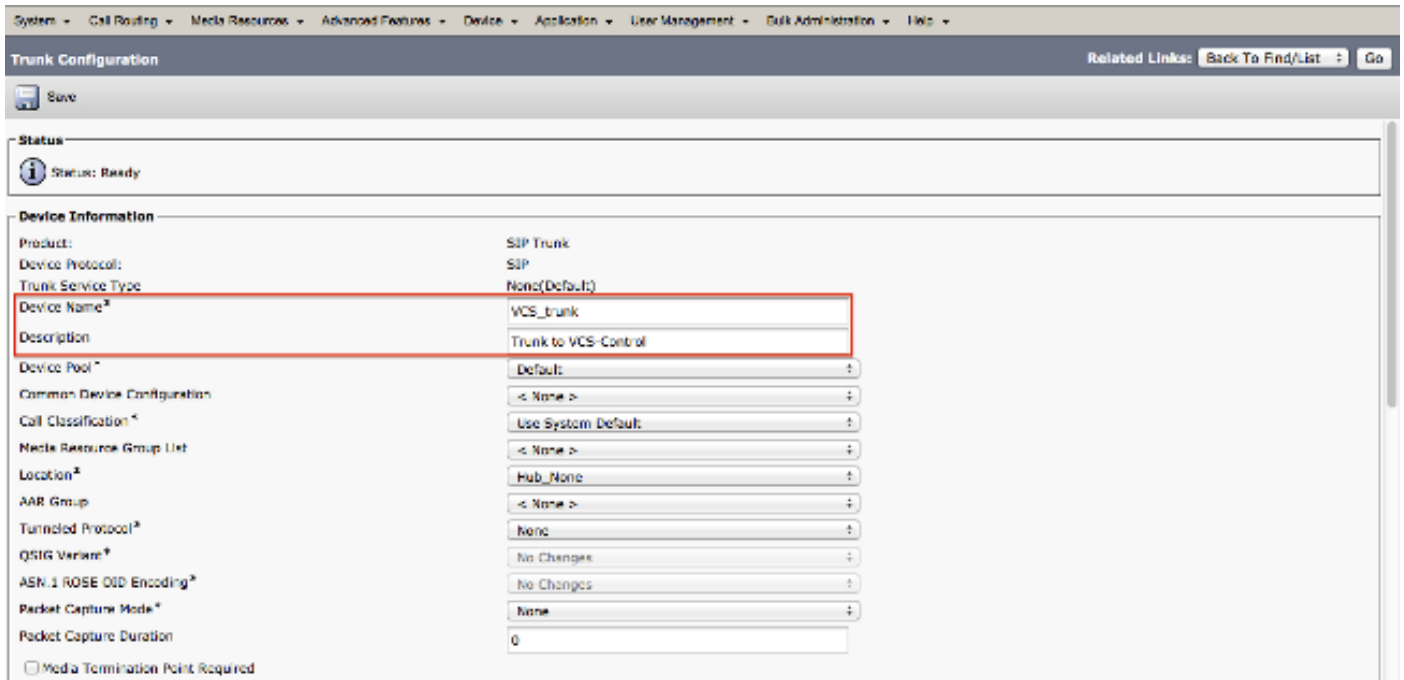 System Call Routing Media Resources Advanced Features Device Application User Management Bulk Administration Help
Trunk Configuration Related Links: Back To Find/List Go
Save
Status
Status: Ready
Device Information
Product: SIP Trunk
Device Protocol: SIP
Trunk Service Type None(Default)
Device Name* VCS_trunk
Description Trunk to VCS-Control
Device Pool* Default
Common Device Configuration < None >
Call Classification* Use System Default
Media Resource Group List < None >
Location* Hub_None
AAR Group < None >
Tunneled Protocol* None
QSIG Variant* No Changes
ASN.1 ROSE OID Encoding* No Changes
Packet Capture Mode* None
Packet Capture Duration 0
Media Termination Point Required